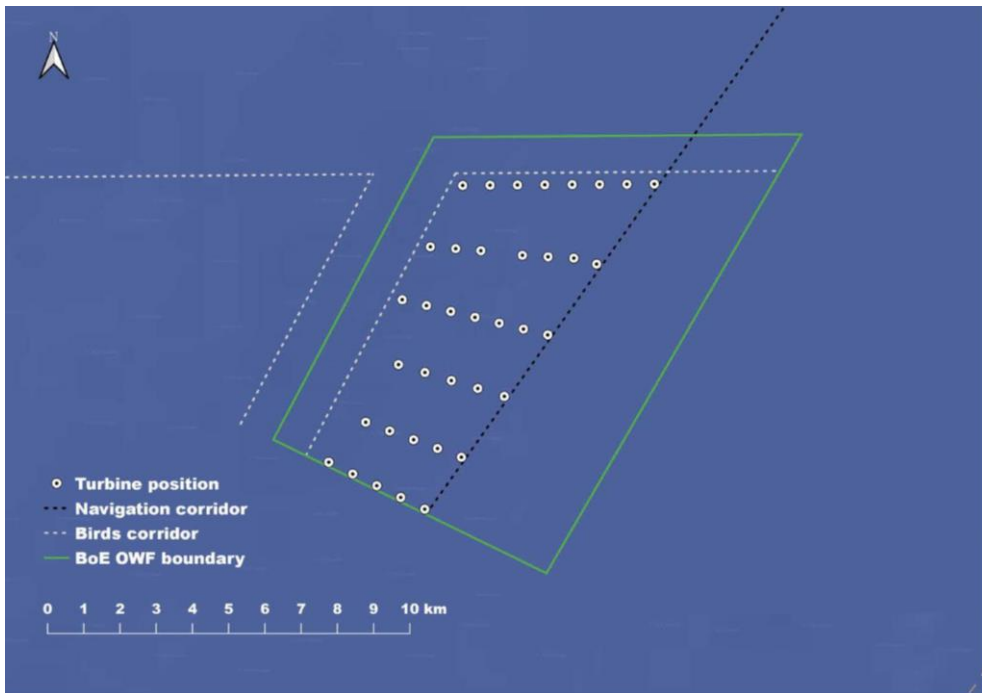 N
Turbine position
Navigation corridor
Birds corridor
BoE OWF boundary
0 1 2 3 4 5 6 7 8 9 10 km